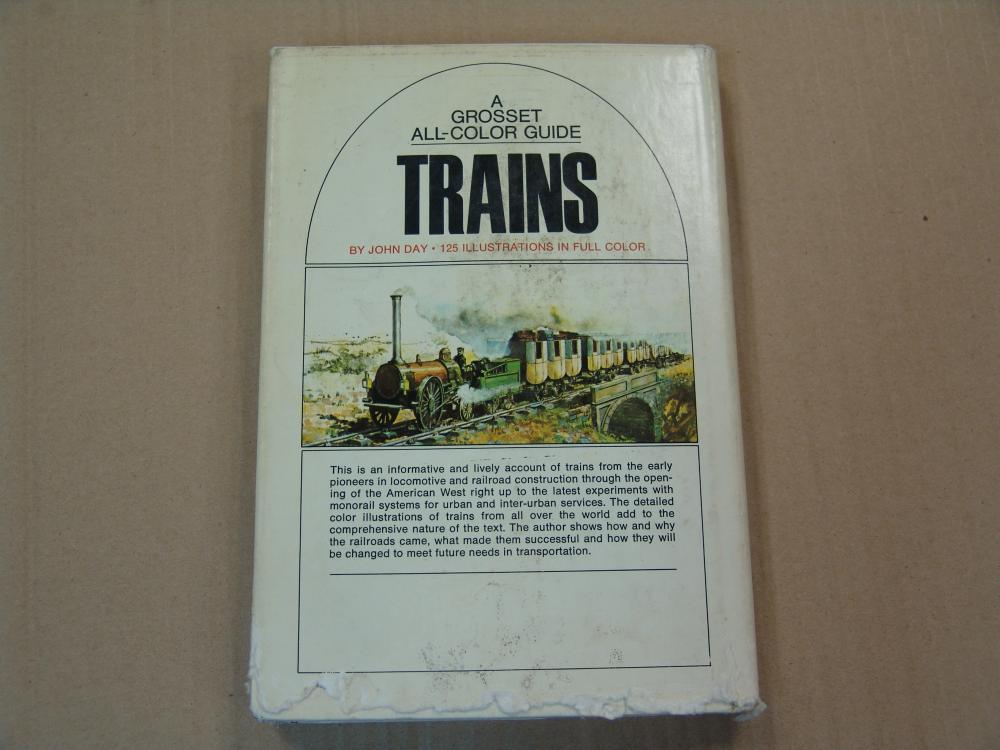 A
GROSSET
ALL-COLOR GUIDE
TRAINS
BY JOHN DAY • 125 ILLUSTRATIONS IN FULL COLOR
This is an informative and lively account of trains from the early
pioneers in locomotive and railroad construction through the open-
ing of the American West right up to the latest experiments with
monorail systems for urban and inter-urban services. The detailed
color illustrations of trains from all over the world add to the
comprehensive nature of the text. The author shows how and why
the railroads came, what made them successful and how they will
be changed to meet future needs in transportation.